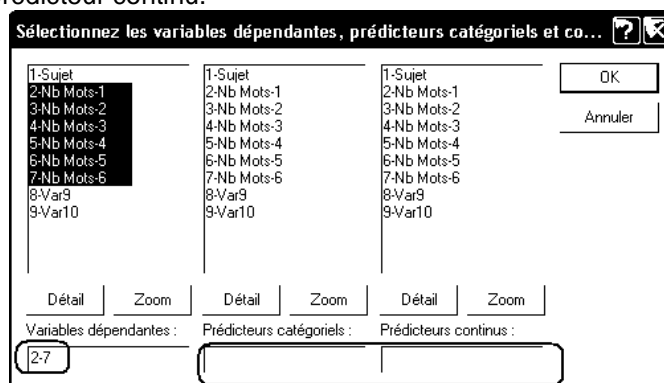 rédicteur continu.
Sélectionnez les variables dépendantes, prédicteurs catégoriels et co...
1-Sujet
2-Nb Mots-1
3-Nb Mots-2
4-Nb Mots-3
5-Nb Mots-4
6-Nb Mots-5
7-Nb Mots-6
8-Var9
9-Var10
1-Sujet
2-Nb Mots-1
3-Nb Mots-2
4-Nb Mots-3
5-Nb Mots-4
6-Nb Mots-5
7-Nb Mots-6
8-Var9
9-Var10
1-Sujet
2-Nb Mots-1
3-Nb Mots-2
4-Nb Mots-3
5-Nb Mots-4
6-Nb Mots-5
7-Nb Mots-6
8-Var9
9-Var10
OK
Annuler
Détail Zoom Détail Zoom Détail Zoom
Variables dépendantes : Prédicteurs catégoriels : Prédicteurs continus :
2-7